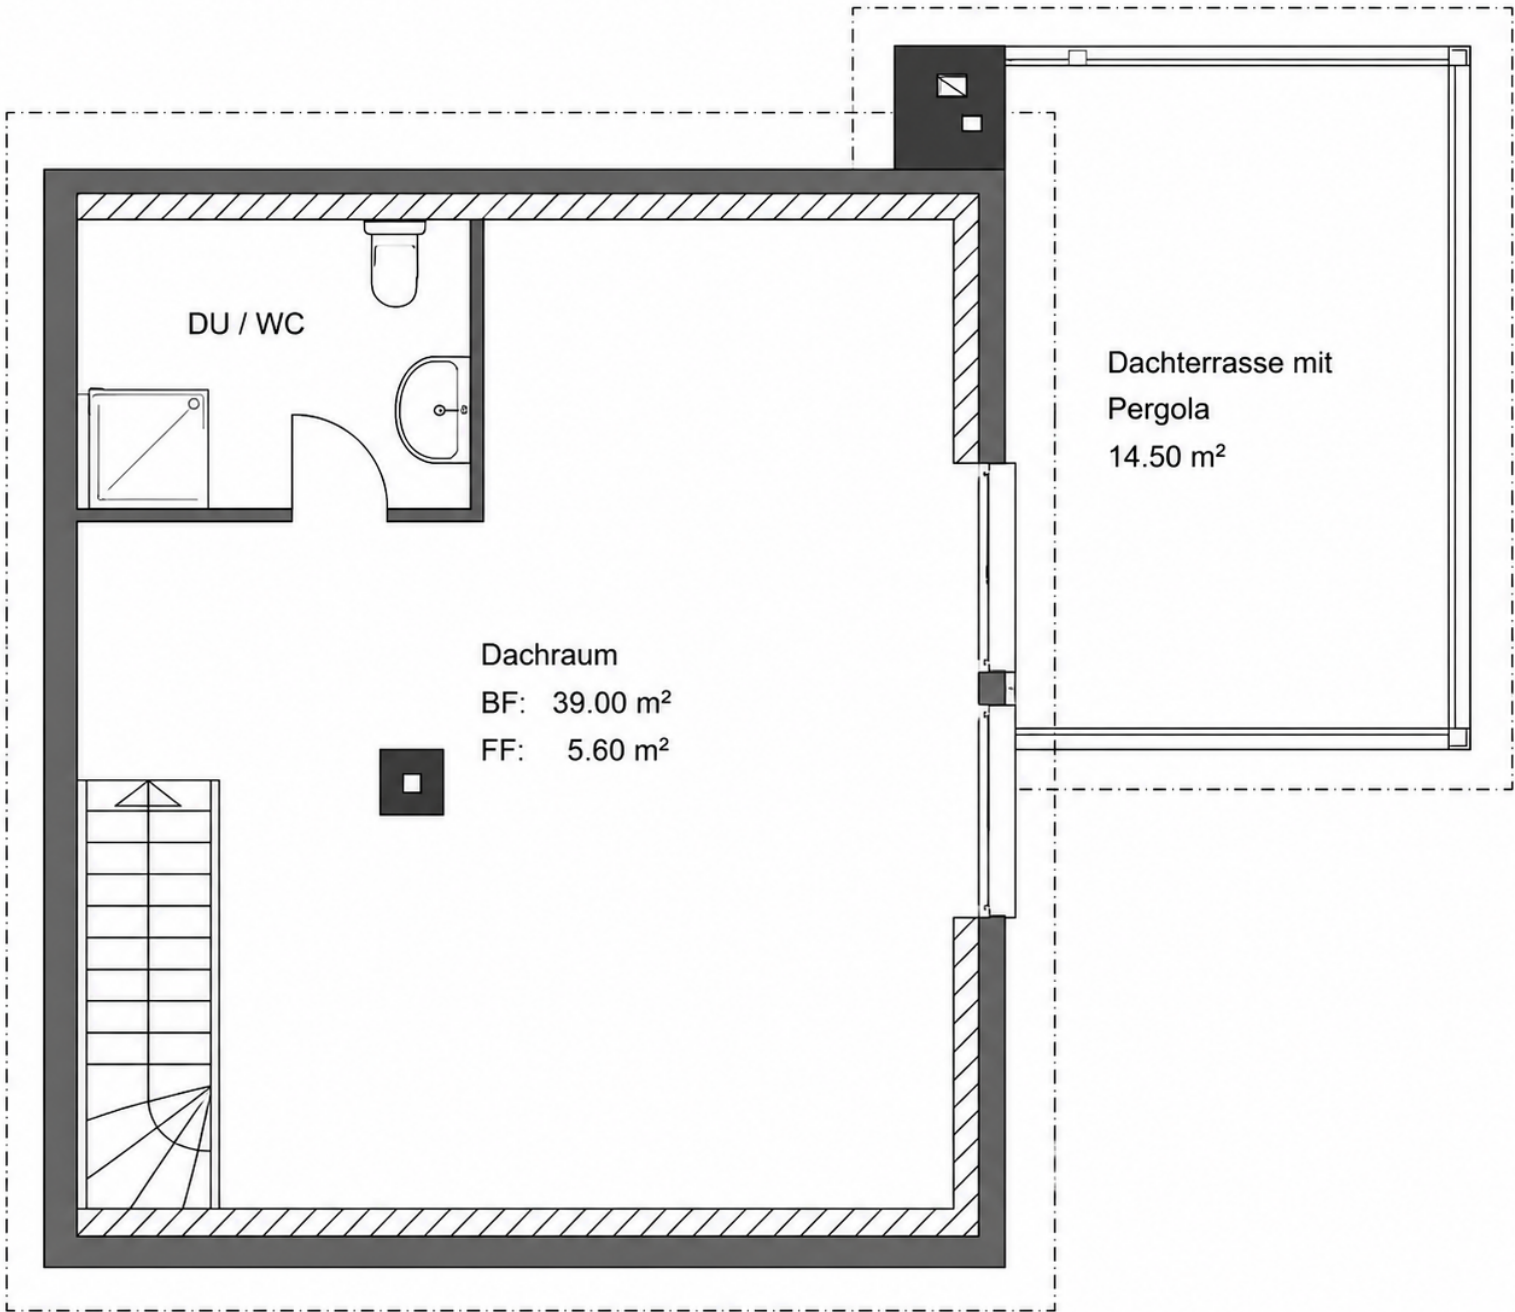 DU / WC
Dachterrasse mit
Pergola
14.50 m²
Dachraum
BF: 39.00 m²
FF: 5.60 m²